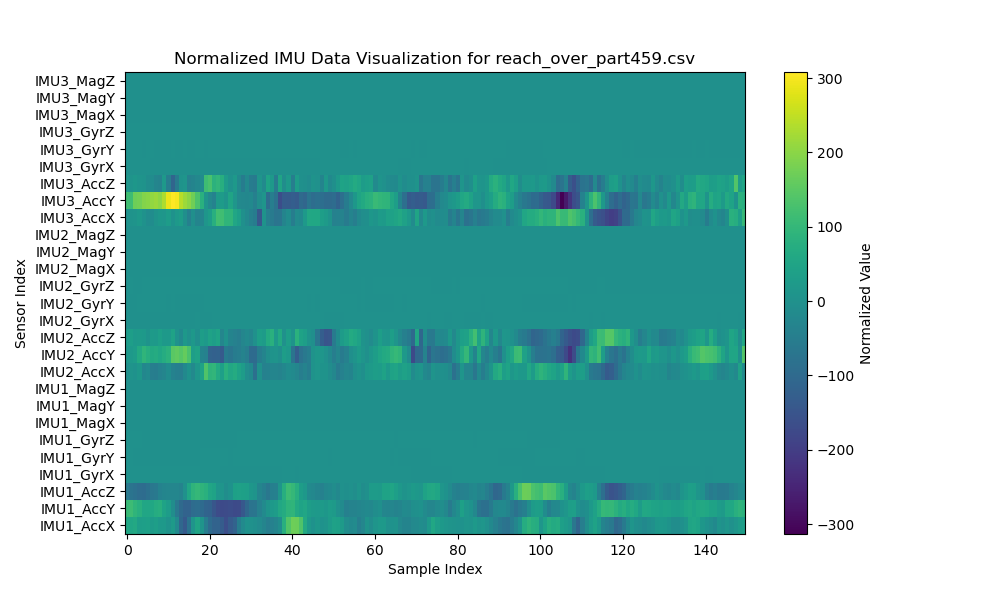 Normalized IMU Data Visualization for reach_over_part459.csv
IMU3_MagZ
IMU3_MagY
IMU3_MagX
IMU3_GyrZ
IMU3_GyrY
IMU3_GyrX
IMU3_AccZ
IMU3_AccY
IMU3_AccX
IMU2_MagZ
IMU2_MagY
IMU2_MagX
IMU2_GyrZ
IMU2_GyrY
IMU2_GyrX
IMU2_AccZ
IMU2_AccY
IMU2_AccX
IMU1_MagZ
IMU1_MagY
IMU1_MagX
IMU1_GyrZ
IMU1_GyrY
IMU1_GyrX
IMU1_AccZ
IMU1_AccY
IMU1_AccX
Sensor Index
0 20 40 60 80 100 120 140
Sample Index
300
200
100
0
−100
−200
−300
Normalized Value